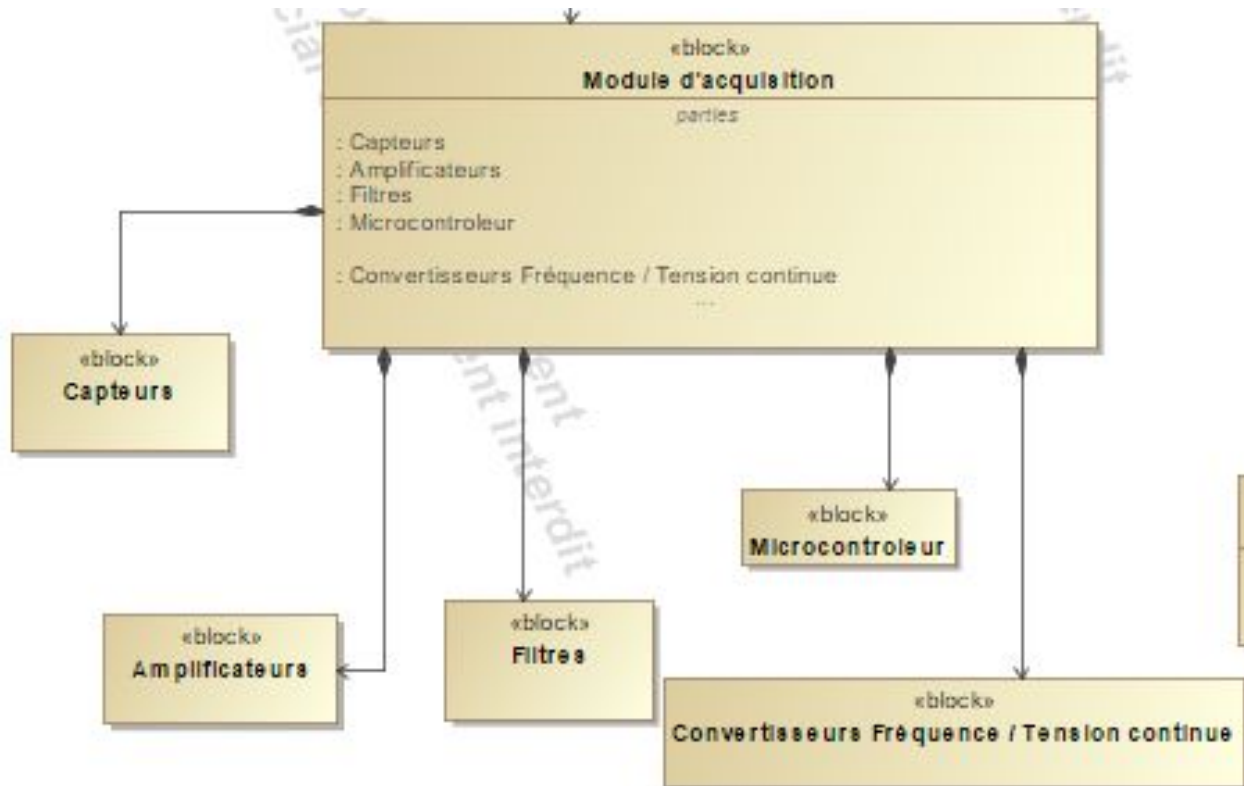 «block»
Module d'acquisition
parties
: Capteurs
: Amplificateurs
: Filtres
: Microcontroleur
: Convertisseurs Fréquence / Tension continue
...
«block»
Capteurs
«block»
Microcontroleur
«block»
Amplificateurs
«block»
Filtres
«block»
Convertisseurs Fréquence / Tension continue
interdit